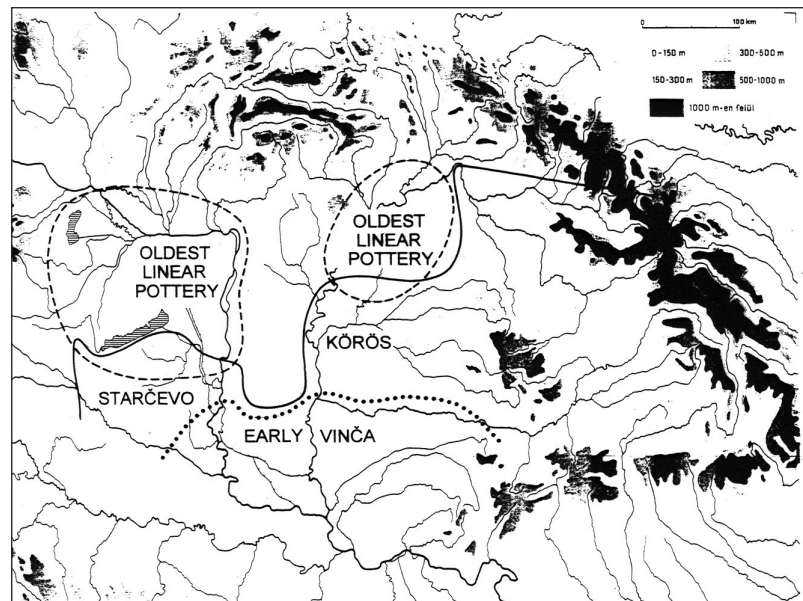 0 100 km
0-150 m 300-500 m
150-300 m 500-1000 m
1000 m-en felül
OLDEST
LINEAR
POTTERY
OLDEST
LINEAR
POTTERY
KÖRÖS
STARČEVO
EARLY VINČA